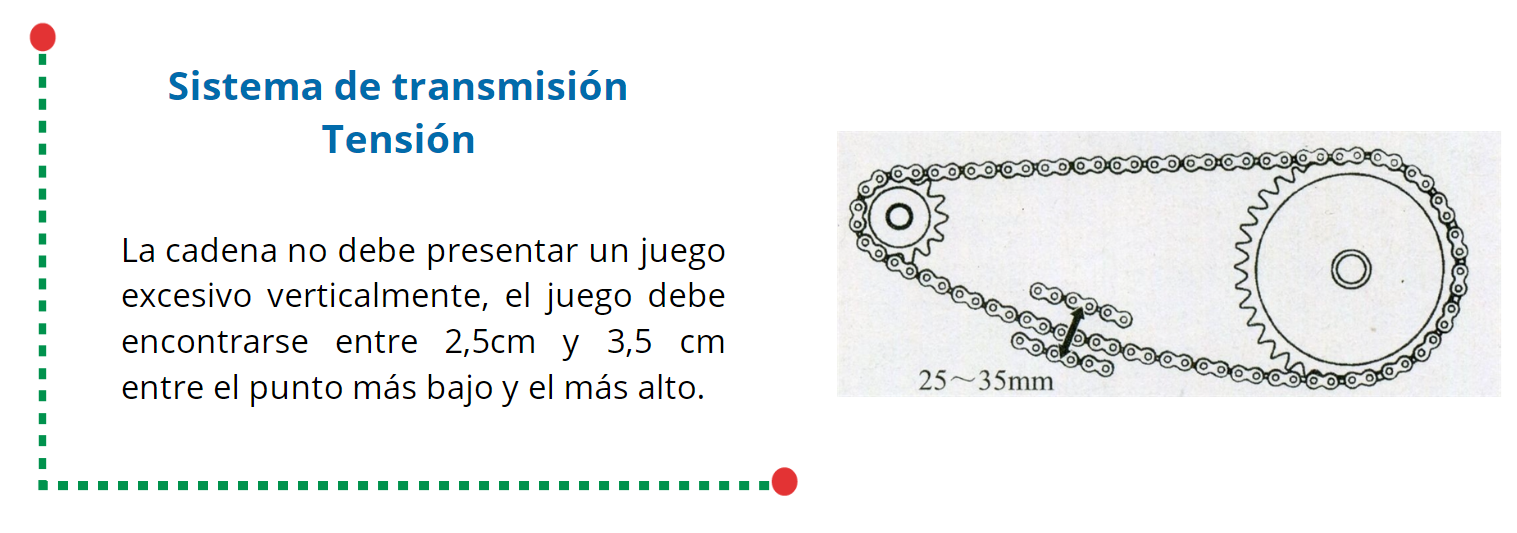 Sistema de transmisión
Tensión
La cadena no debe presentar un juego
excesivo verticalmente, el juego debe
encontrarse entre 2,5cm y 3,5 cm
entre el punto más bajo y el más alto.
25～35mm